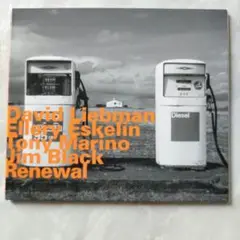 David Liebman
Ellery Eskelin
Tony Marino
Jim Black
Renewal
Diesel